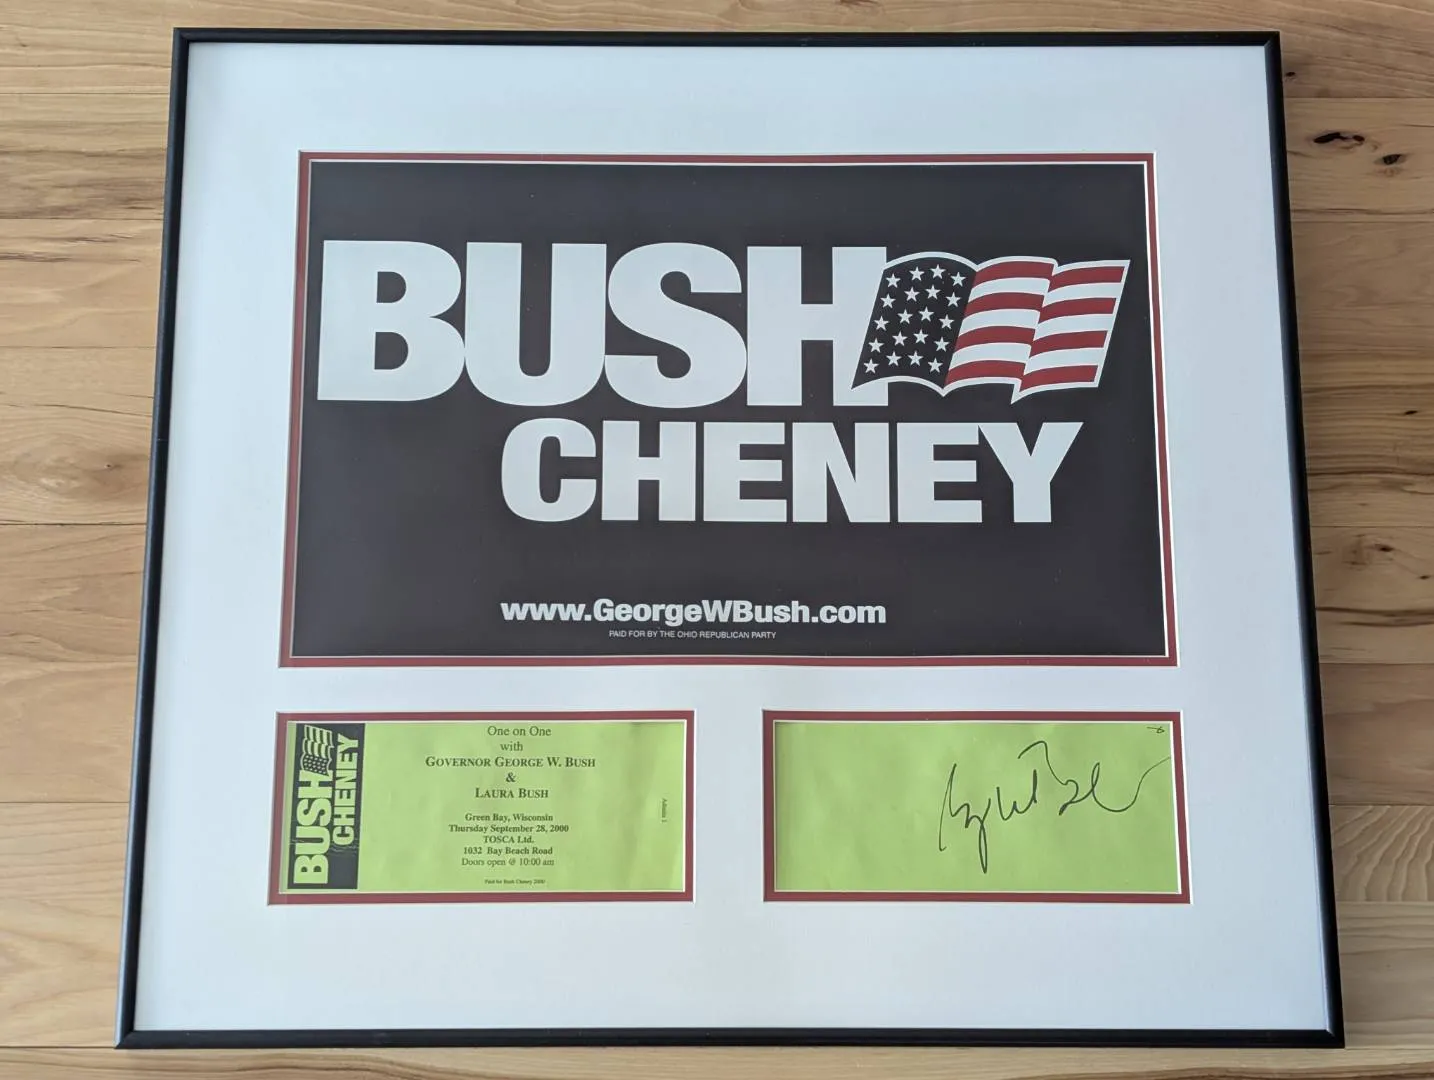 BUSH
CHENEY
www.GeorgeWBush.com
PAID FOR BY THE OHIO REPUBLICAN PARTY
BUSH
CHENEY
One on One
with
GOVERNOR GEORGE W. BUSH
&
LAURA BUSH
Green Bay, Wisconsin
Thursday September 28, 2000
TOSCA Ltd.
1032 Bay Beach Road
Doors open @ 10:00 am
Paid for Bush Cheney 2000
Admits 1